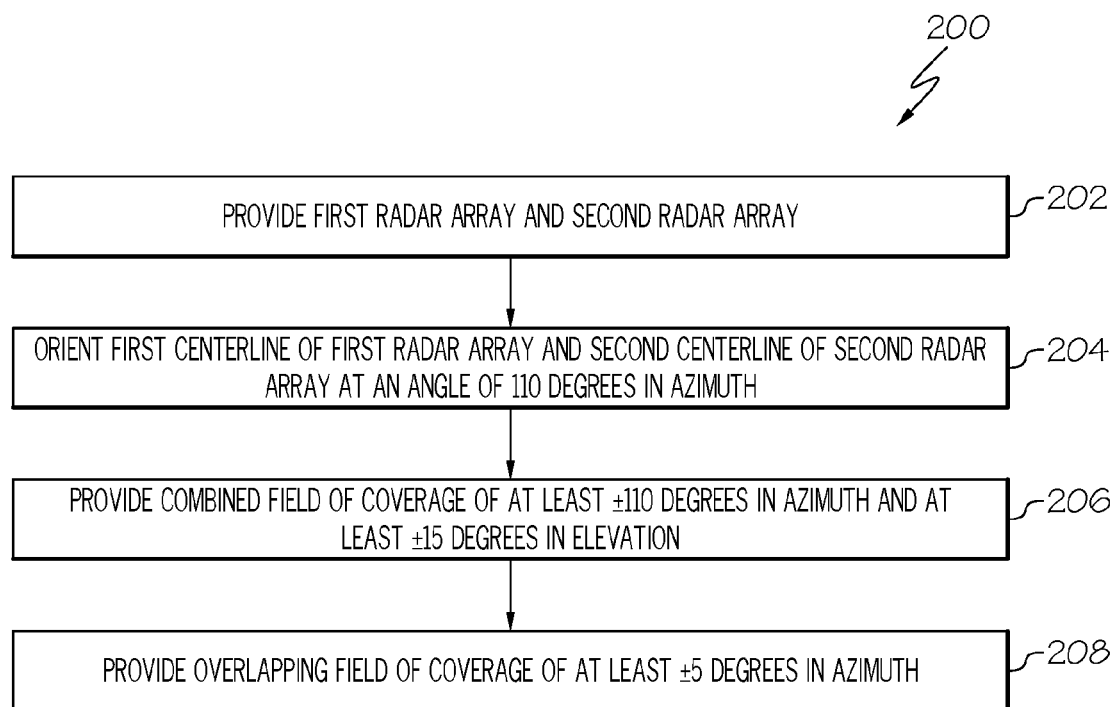 200
PROVIDE FIRST RADAR ARRAY AND SECOND RADAR ARRAY
202
ORIENT FIRST CENTERLINE OF FIRST RADAR ARRAY AND SECOND CENTERLINE OF SECOND RADAR
ARRAY AT AN ANGLE OF 110 DEGREES IN AZIMUTH
204
PROVIDE COMBINED FIELD OF COVERAGE OF AT LEAST ±110 DEGREES IN AZIMUTH AND AT
LEAST ±15 DEGREES IN ELEVATION
206
PROVIDE OVERLAPPING FIELD OF COVERAGE OF AT LEAST ±5 DEGREES IN AZIMUTH
208